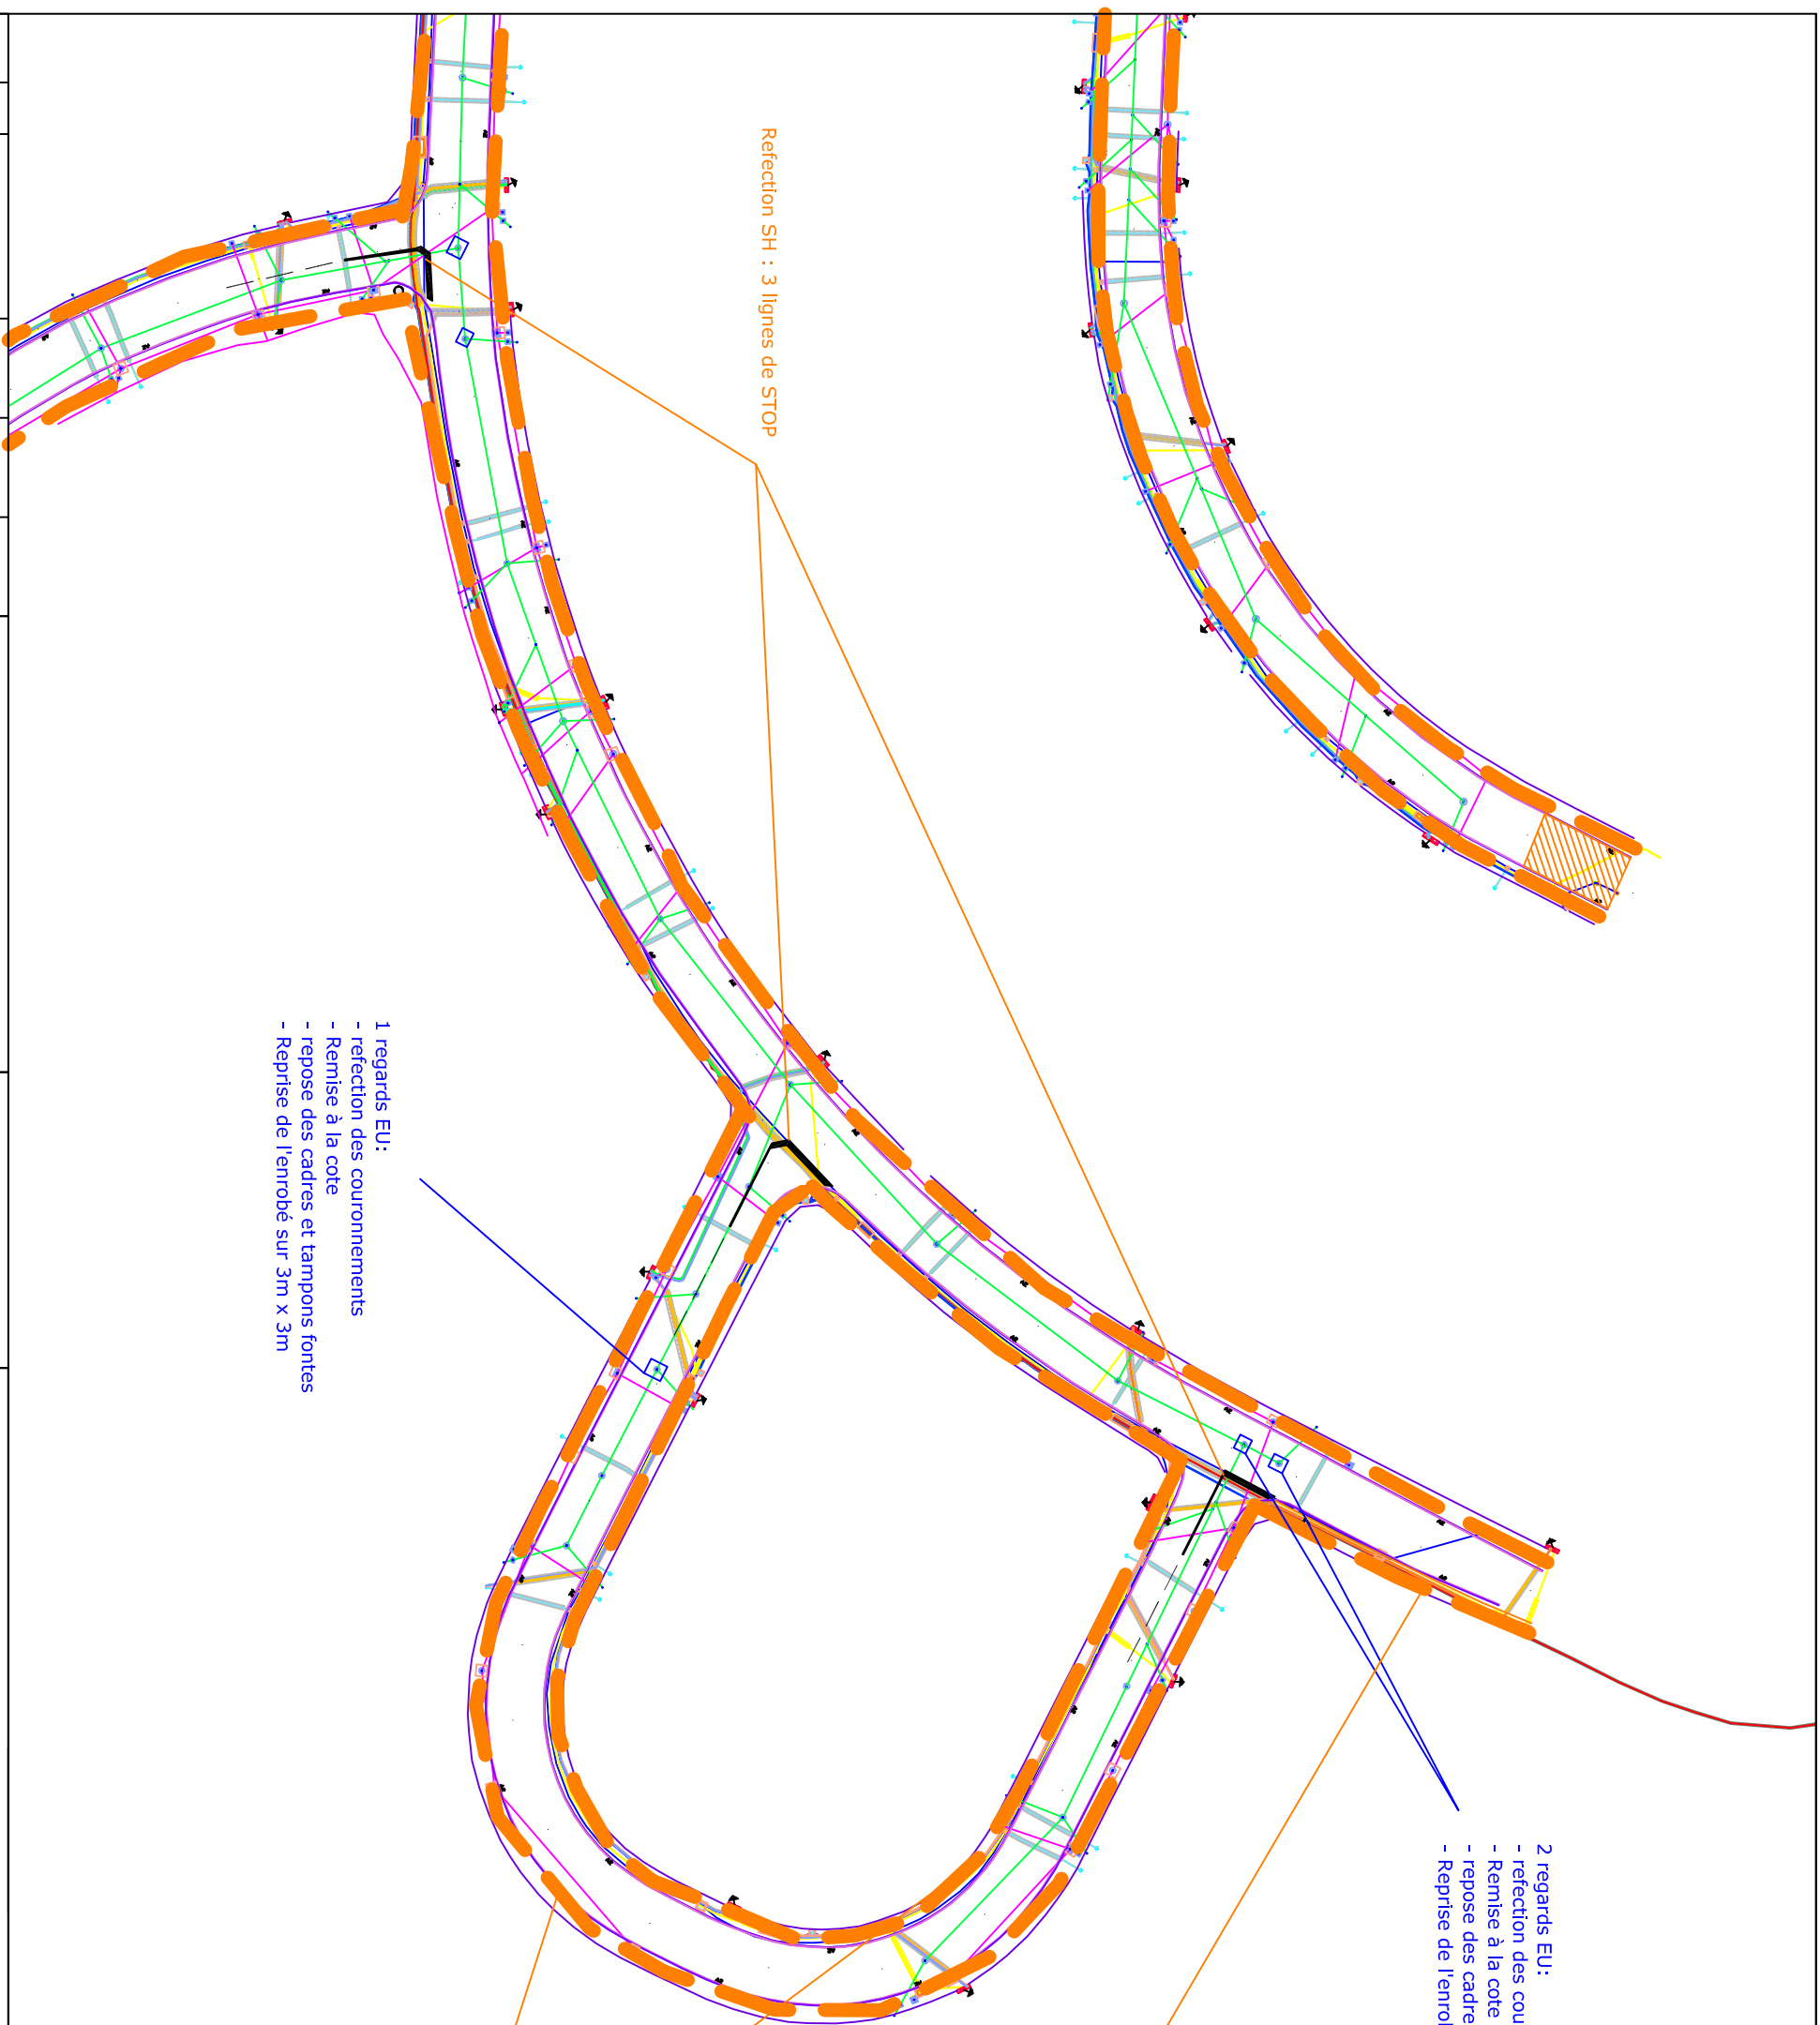 Refection SH : 3 lignes de STOP
1 regards EU:
- refection des couronnements
- Remise à la cote
- repose des cadres et tampons fontes
- Reprise de l'enrobé sur 3m x 3m
2 regards EU:
- refection des cou
- Remise à la cote
- repose des cadre
- Reprise de l'enro